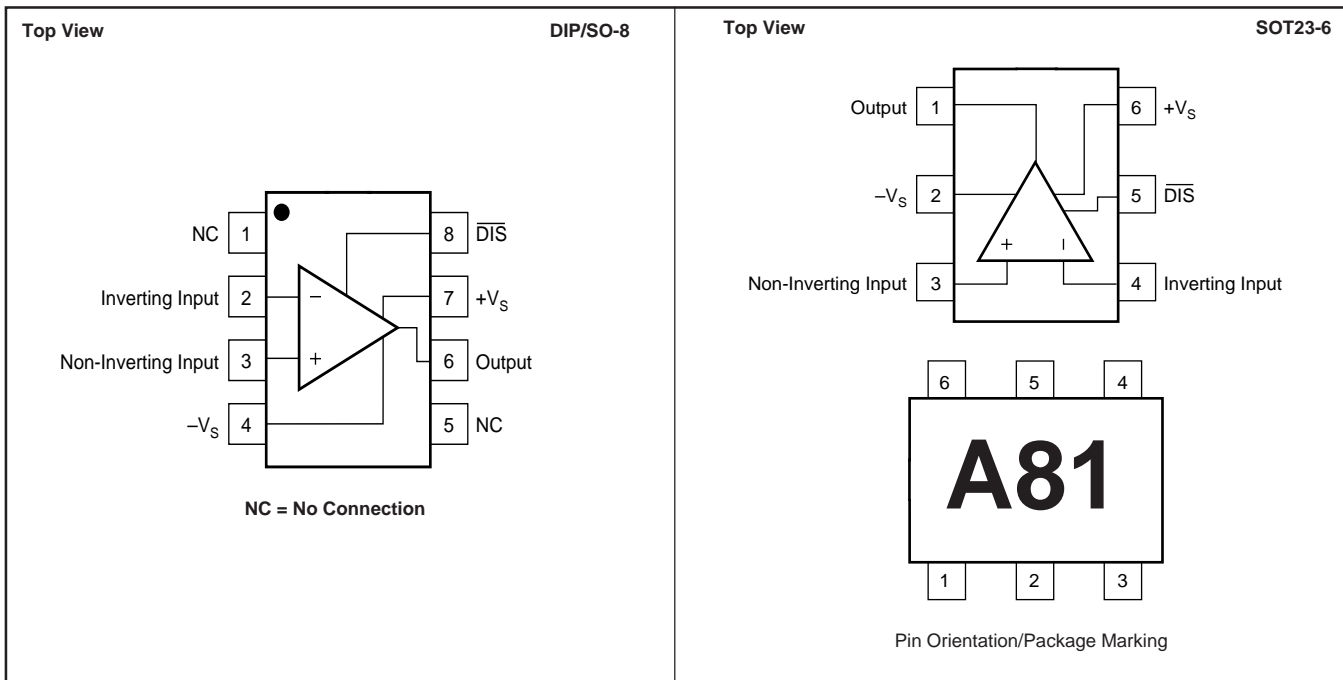 Top View
DIP/SO-8
NC 1
8 D̅I̅S̅
Inverting Input 2
−
7 +VS
Non-Inverting Input 3
+
6 Output
–VS 4
5 NC
NC = No Connection
Top View
SOT23-6
Output 1
6 +VS
–VS 2
5 D̅I̅S̅
+ –
Non-Inverting Input 3
4 Inverting Input
6 5 4
A81
1 2 3
Pin Orientation/Package Marking